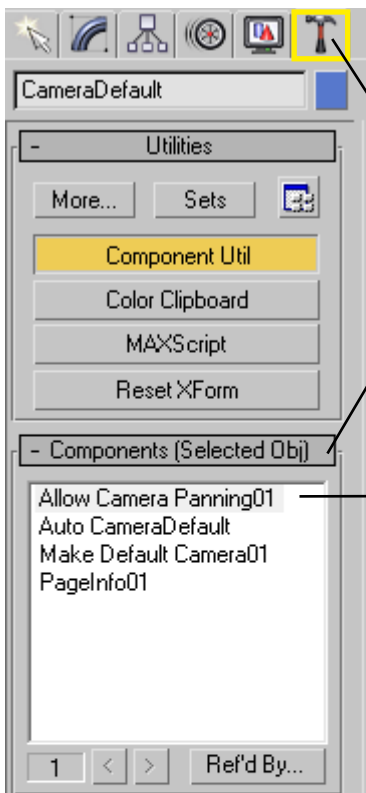 CameraDefault
- Utilities
More... Sets
Component Util
Color Clipboard
MAXScript
Reset XForm
- Components (Selected Obj)
Allow Camera Panning01
Auto CameraDefault
Make Default Camera01
PageInfo01
1 < > Ref'd By...